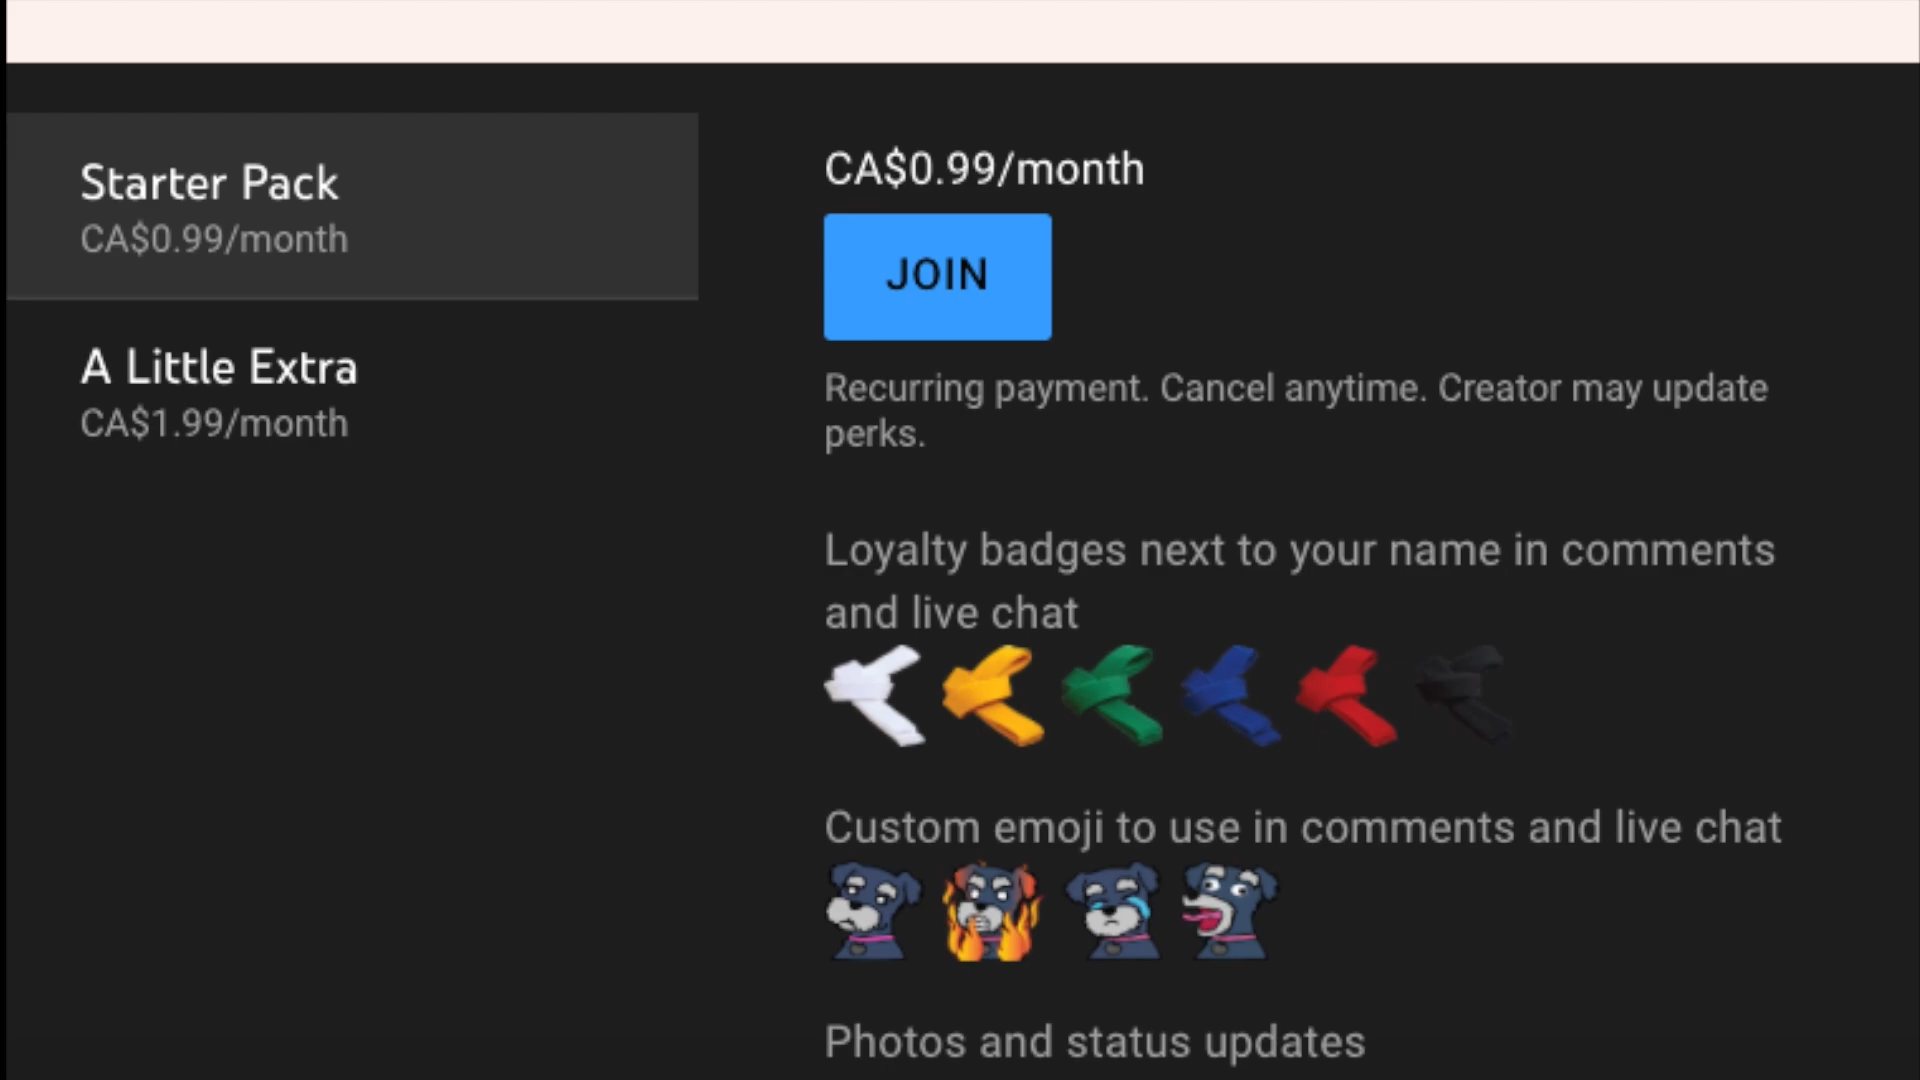 Starter Pack
CA$0.99/month
A Little Extra
CA$1.99/month
CA$0.99/month
JOIN
Recurring payment. Cancel anytime. Creator may update
perks.
Loyalty badges next to your name in comments
and live chat
Custom emoji to use in comments and live chat
Photos and status updates